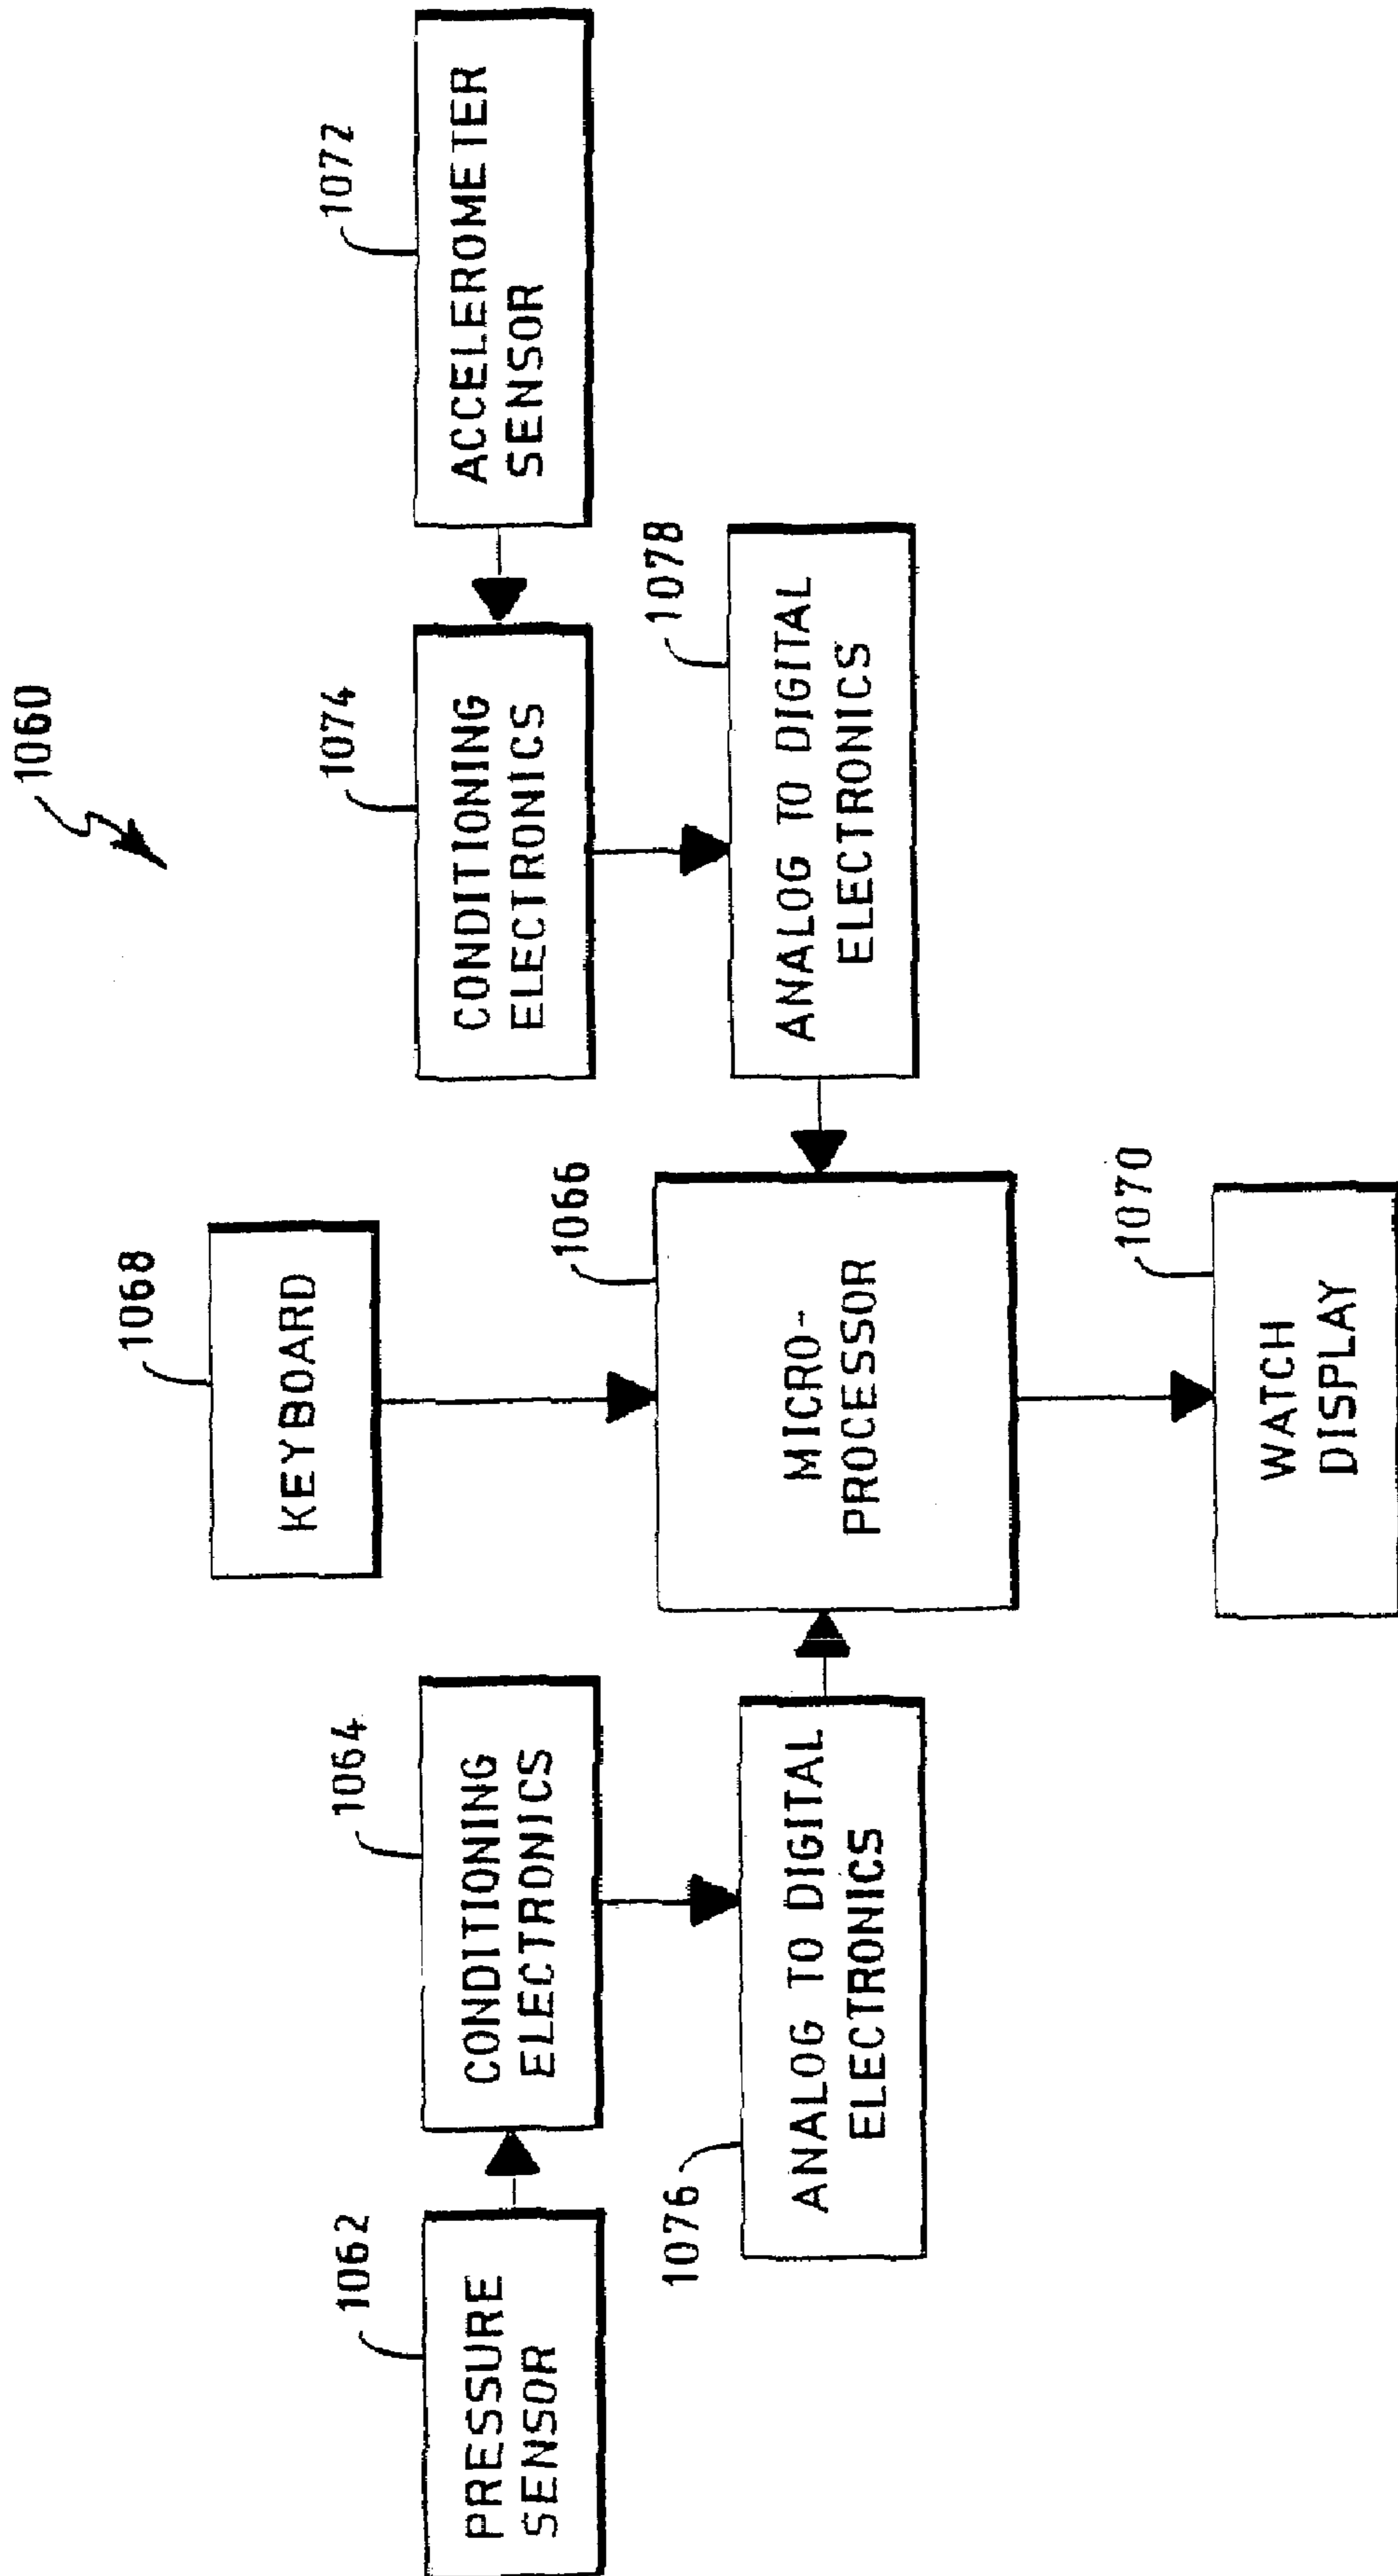 1060
1068
KEYBOARD
1062
PRESSURE
SENSOR
1064
CONDITIONING
ELECTRONICS
1074
CONDITIONING
ELECTRONICS
1072
ACCELEROMETER
SENSOR
1076
ANALOG TO DIGITAL
ELECTRONICS
1066
MICRO-
PROCESSOR
1078
ANALOG TO DIGITAL
ELECTRONICS
1070
WATCH
DISPLAY